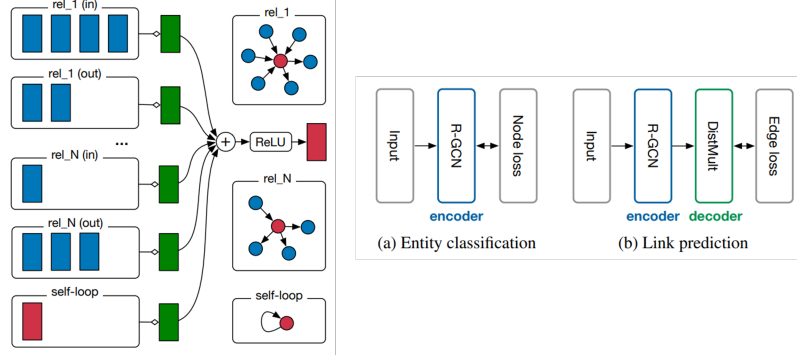 rel_1 (in)
rel_1
rel_1 (out)
...
+
ReLU
rel_N (in)
rel_N
rel_N (out)
self-loop
self-loop
Input
R-GCN
Node loss
encoder
(a) Entity classification
Input
R-GCN
DistMult
Edge loss
encoder
decoder
(b) Link prediction